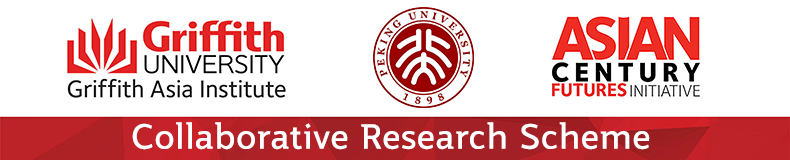 Griffith
UNIVERSITY
Griffith Asia Institute
PEKING UNIVERSITY
1898
ASIAN
CENTURY
FUTURES INITIATIVE
Collaborative Research Scheme